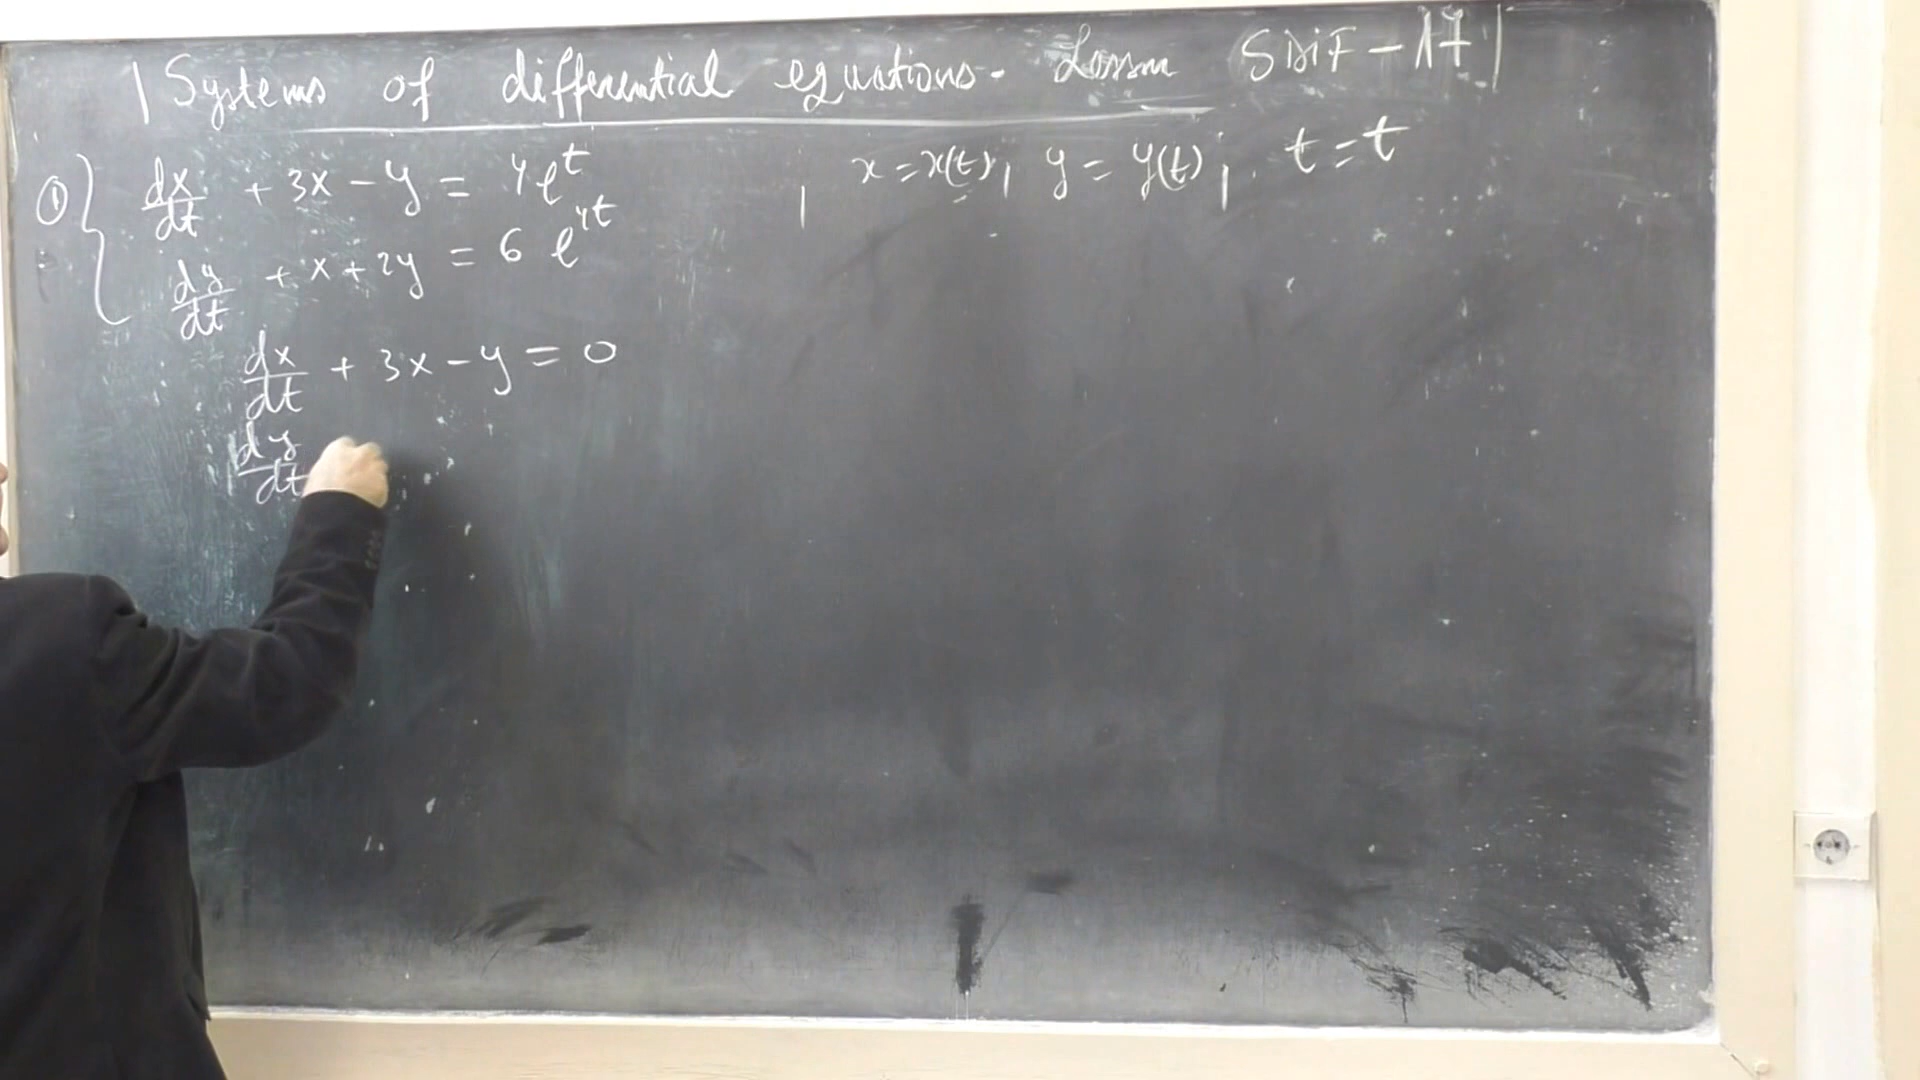 Systems of differential equations. Lesson SDIF-17
① dx/dt + 3x - y = 4e^t , x = x(t), y = y(t), t = t
dy/dt + x + 2y = 6 e^4t
dx/dt + 3x - y = 0
dy/dt